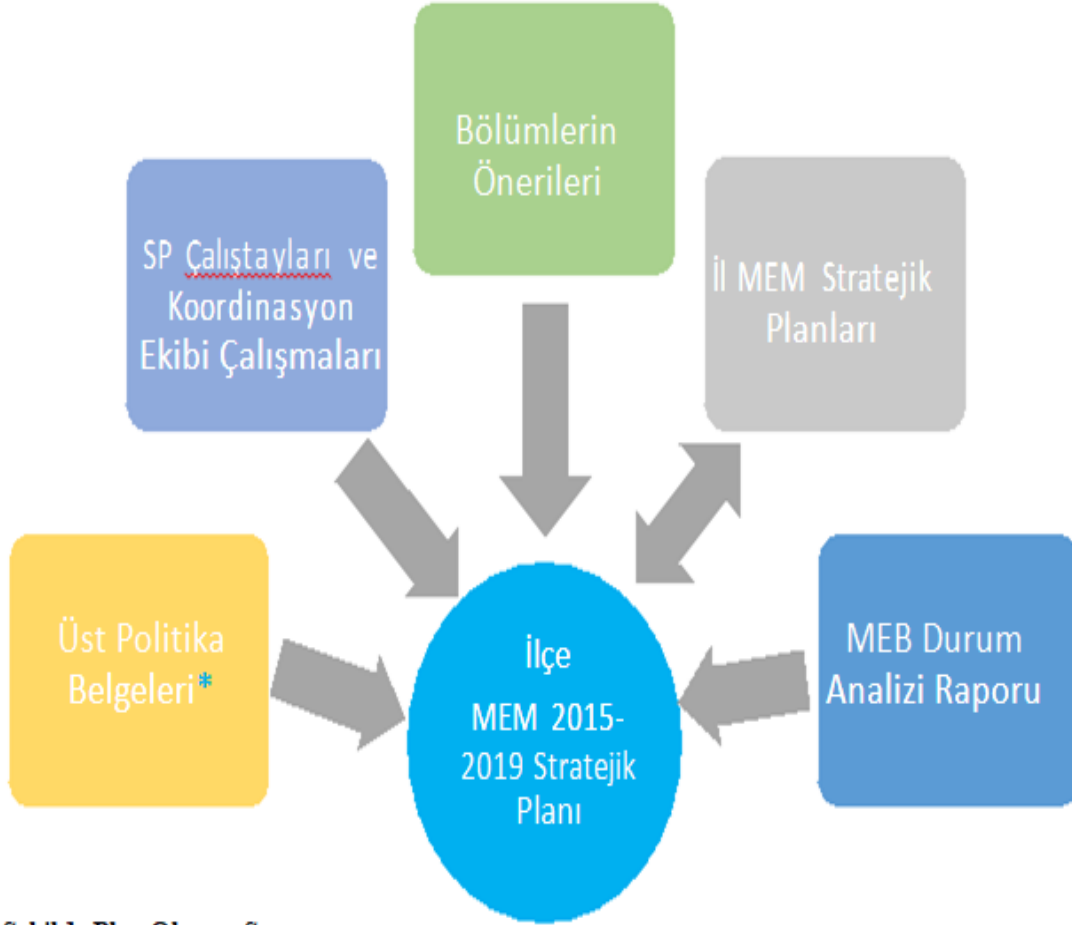 Bölümlerin
Önerileri
SP Çalıştayları ve
Koordinasyon
Ekibi Çalışmaları
İl MEM Stratejik
Planları
Üst Politika
Belgeleri*
İlçe
MEM 2015-
2019 Stratejik
Planı
MEB Durum
Analizi Raporu